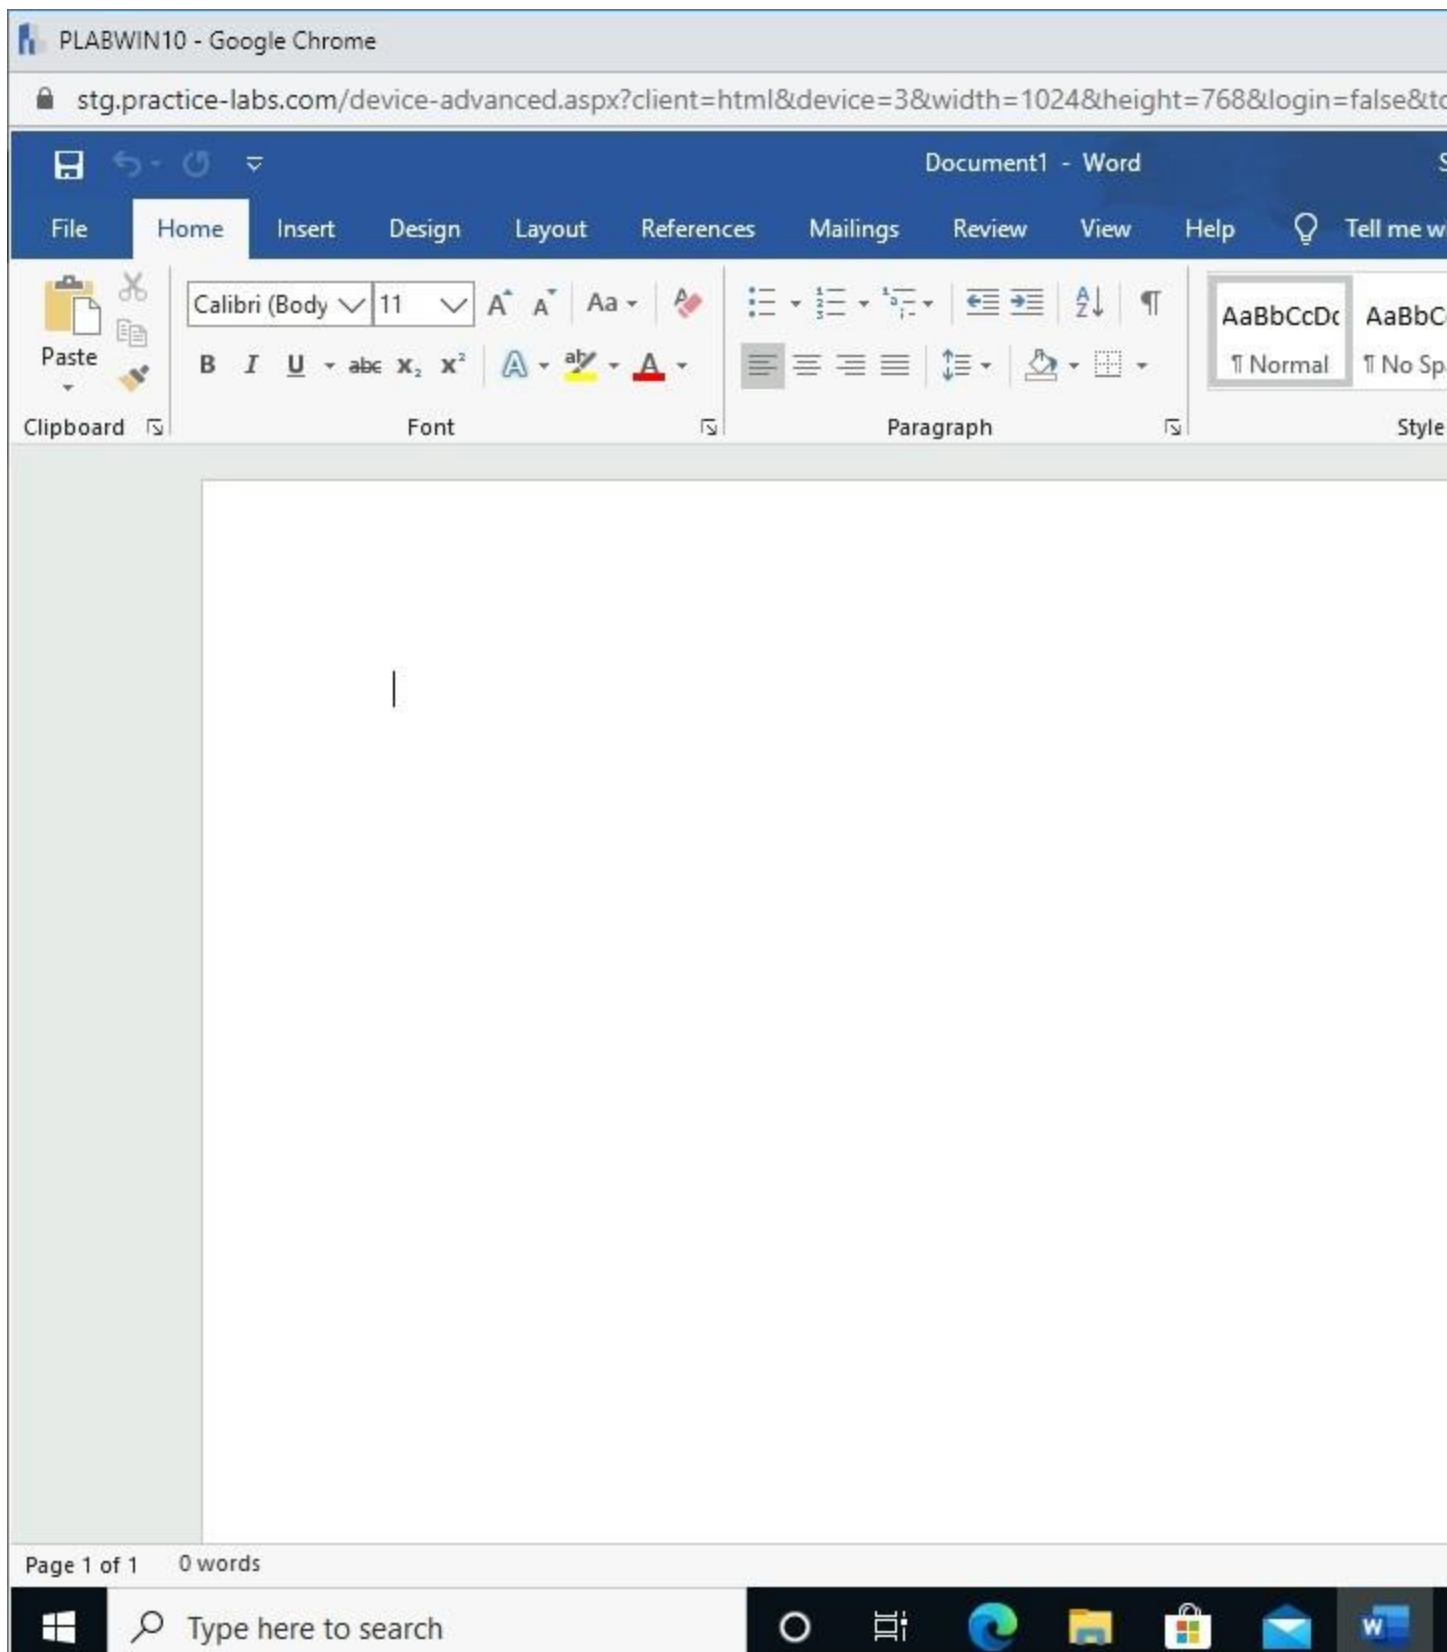 PLABWIN10 - Google Chrome
stg.practice-labs.com/device-advanced.aspx?client=html&device=3&width=1024&height=768&login=false&to
Document1 - Word S
File Home Insert Design Layout References Mailings Review View Help Tell me w
Calibri (Body 11 A A Aa A AZ ¶ AaBbCcDc AaBbC
Paste B I U abc X₂ X² A ab A ¶ Normal ¶ No Sp
Clipboard Font Paragraph Style
Page 1 of 1 0 words
Type here to search W